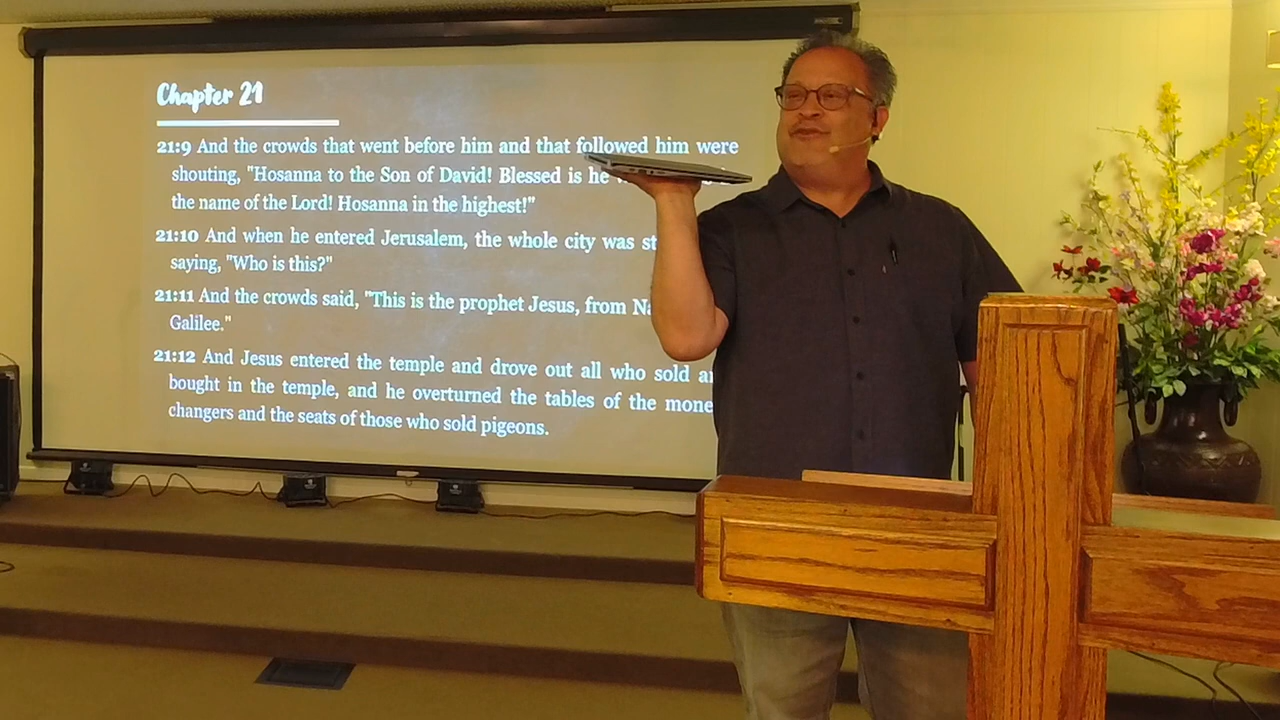 Chapter 21
21:9 And the crowds that went before him and that followed him were
shouting, "Hosanna to the Son of David! Blessed is he
the name of the Lord! Hosanna in the highest!"
21:10 And when he entered Jerusalem, the whole city was
saying, "Who is this?"
21:11 And the crowds said, "This is the prophet Jesus, from
Galilee."
21:12 And Jesus entered the temple and drove out all who sold
bought in the temple, and he overturned the tables of the
changers and the seats of those who sold pigeons.